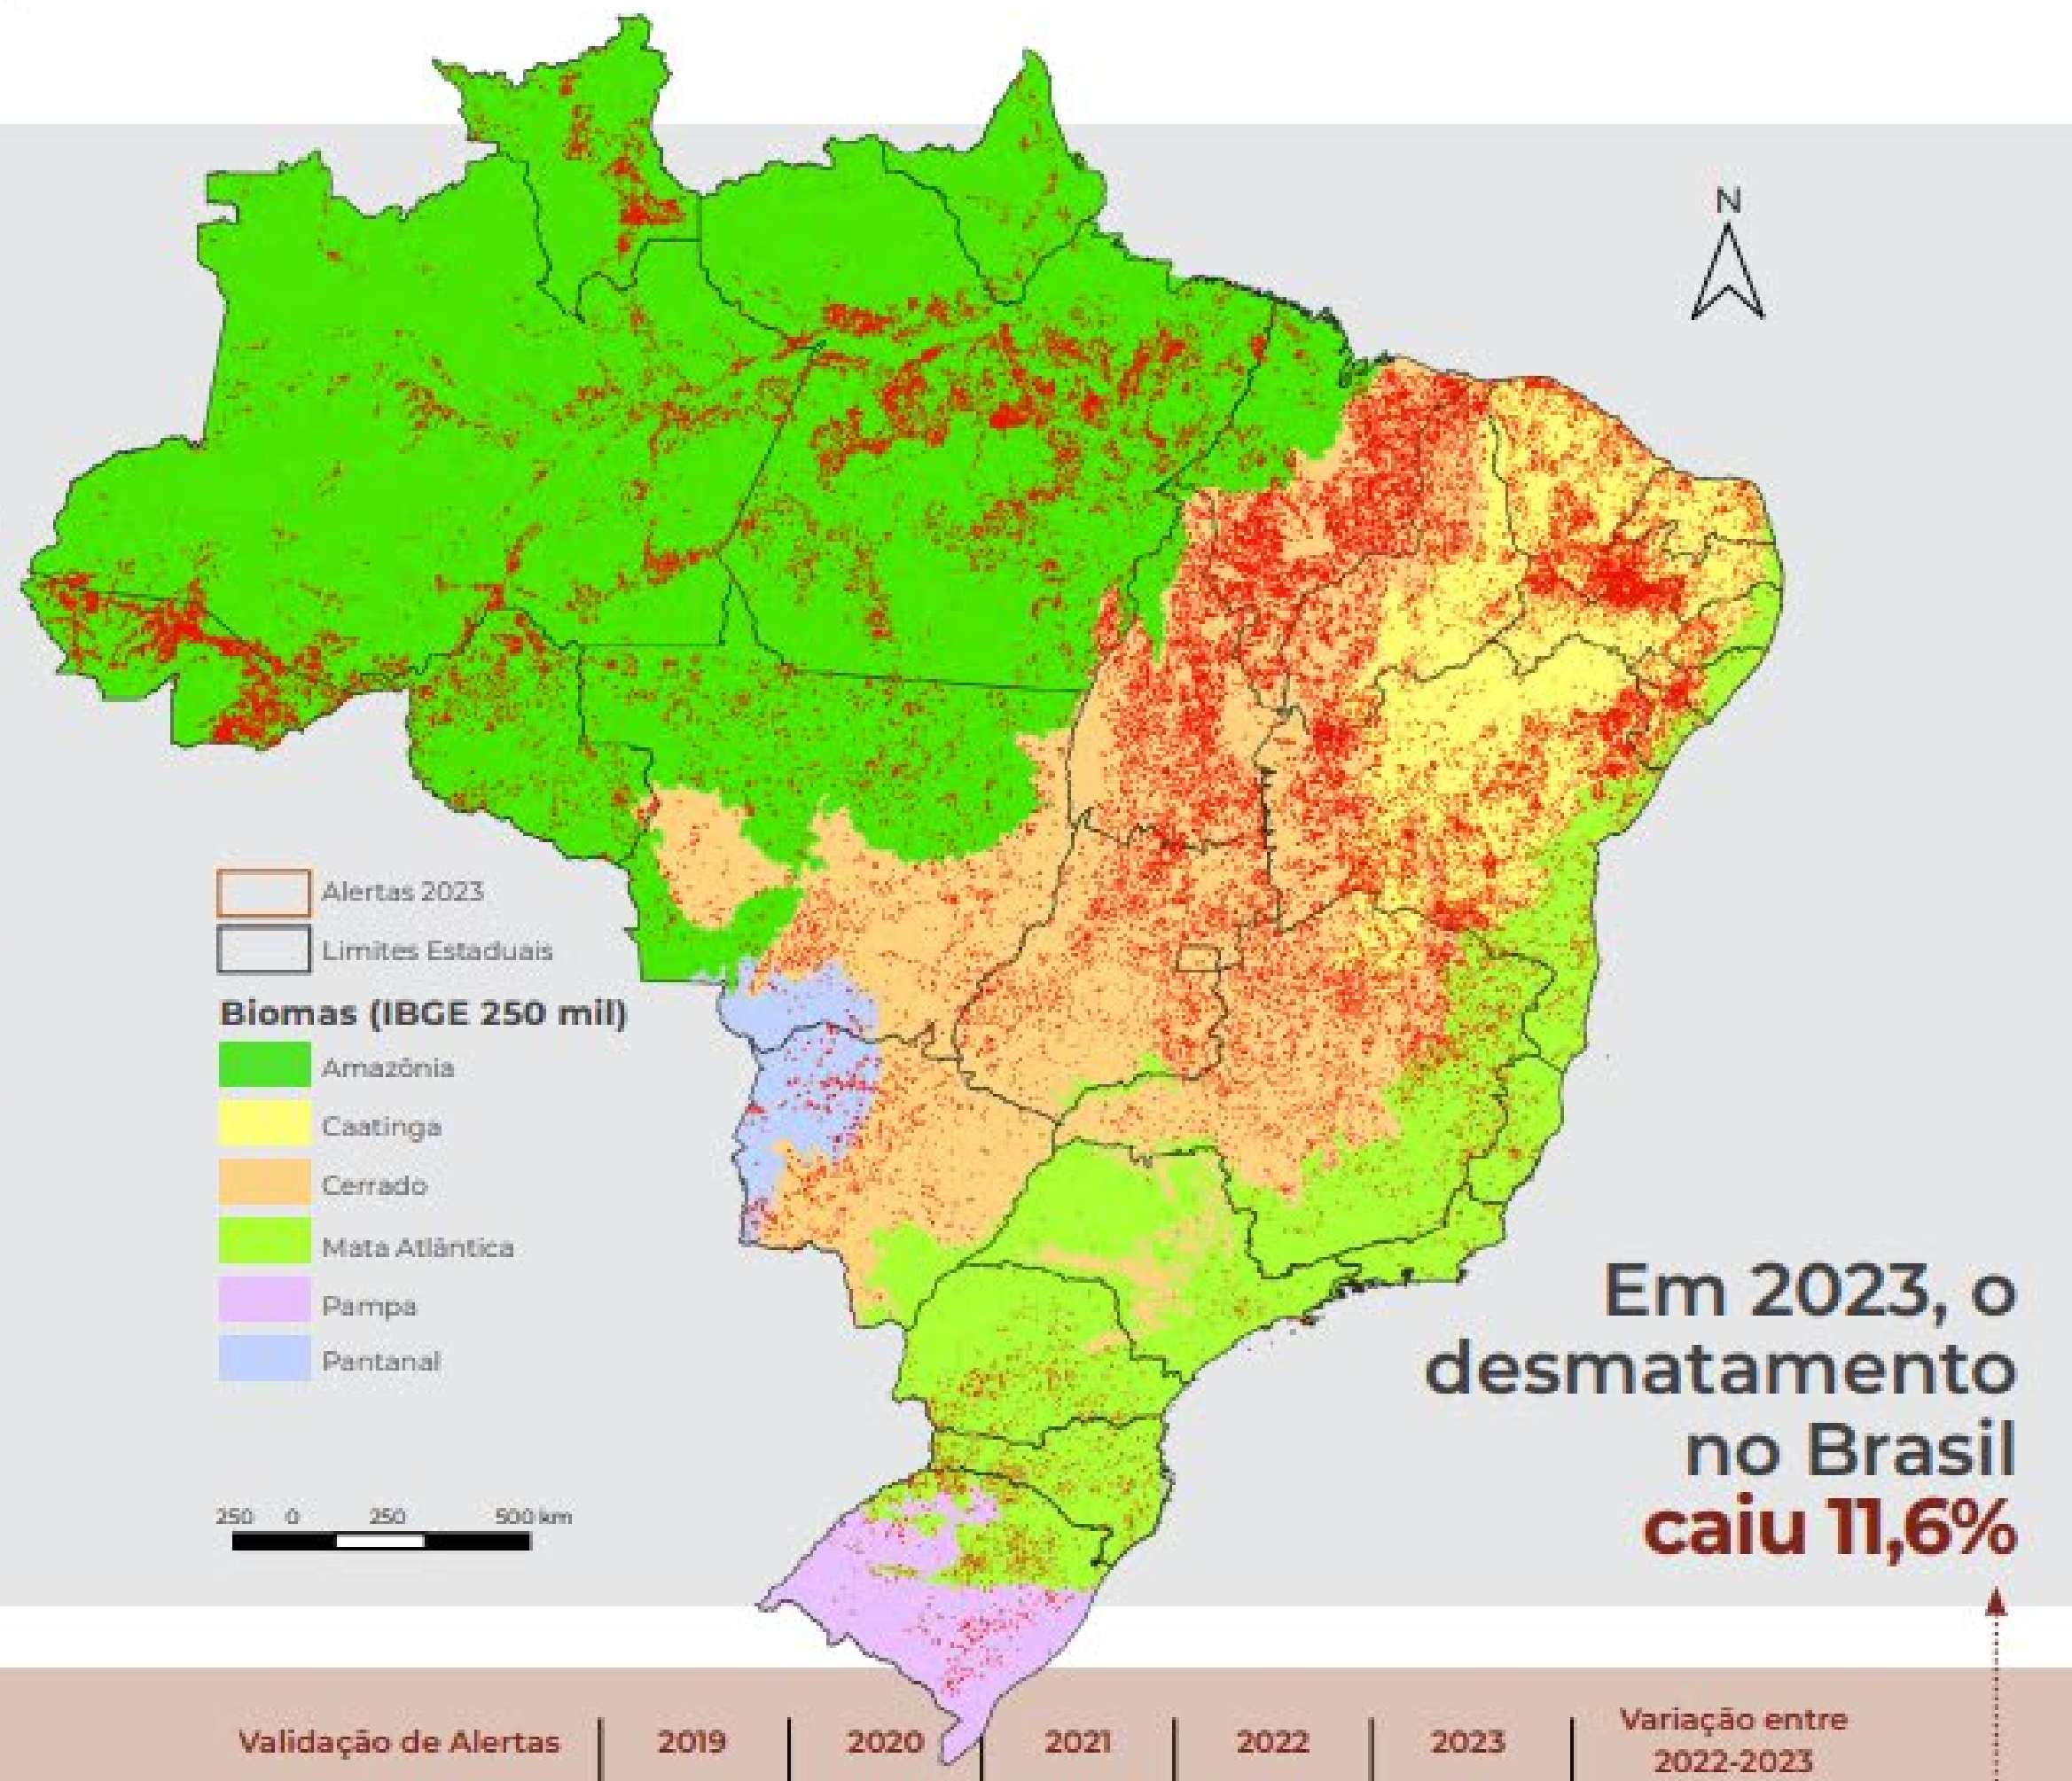 N
Alertas 2023
Limites Estaduais
Biomas (IBGE 250 mil)
Amazônia
Caatinga
Cerrado
Mata Atlântica
Pampa
Pantanal
250 0 250 500 km
Em 2023, o
desmatamento
no Brasil
caiu 11,6%
Validação de Alertas 2019 2020 2021 2022 2023 Variação entre
2022-2023